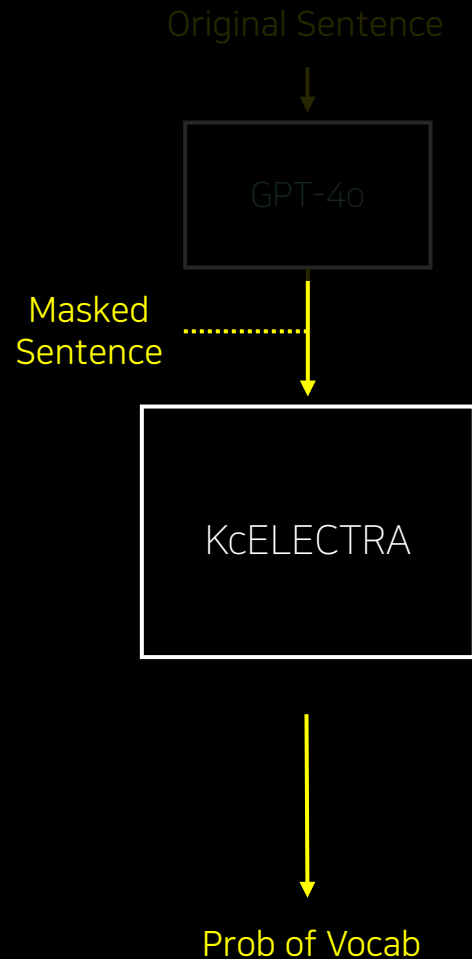 Original Sentence
GPT-4o
Masked
Sentence
KcELECTRA
Prob of Vocab